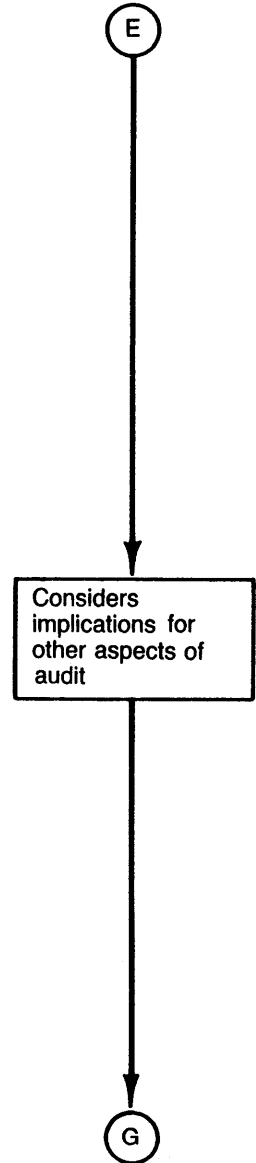 E
Considers
implications for
other aspects of
audit
G